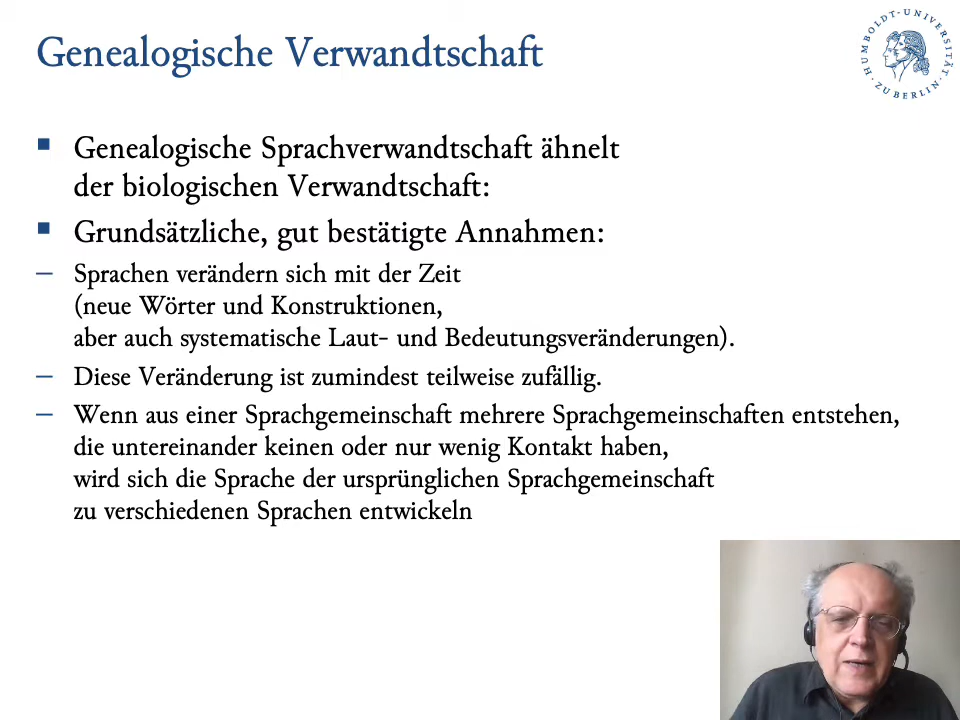 Genealogische Verwandtschaft
HUMBOLDT-UNIVERSITÄT
· ZU BERLIN ·
Genealogische Sprachverwandtschaft ähnelt
der biologischen Verwandtschaft:
Grundsätzliche, gut bestätigte Annahmen:
– Sprachen verändern sich mit der Zeit
(neue Wörter und Konstruktionen,
aber auch systematische Laut- und Bedeutungsveränderungen).
– Diese Veränderung ist zumindest teilweise zufällig.
– Wenn aus einer Sprachgemeinschaft mehrere Sprachgemeinschaften entstehen,
die untereinander keinen oder nur wenig Kontakt haben,
wird sich die Sprache der ursprünglichen Sprachgemeinschaft
zu verschiedenen Sprachen entwickeln